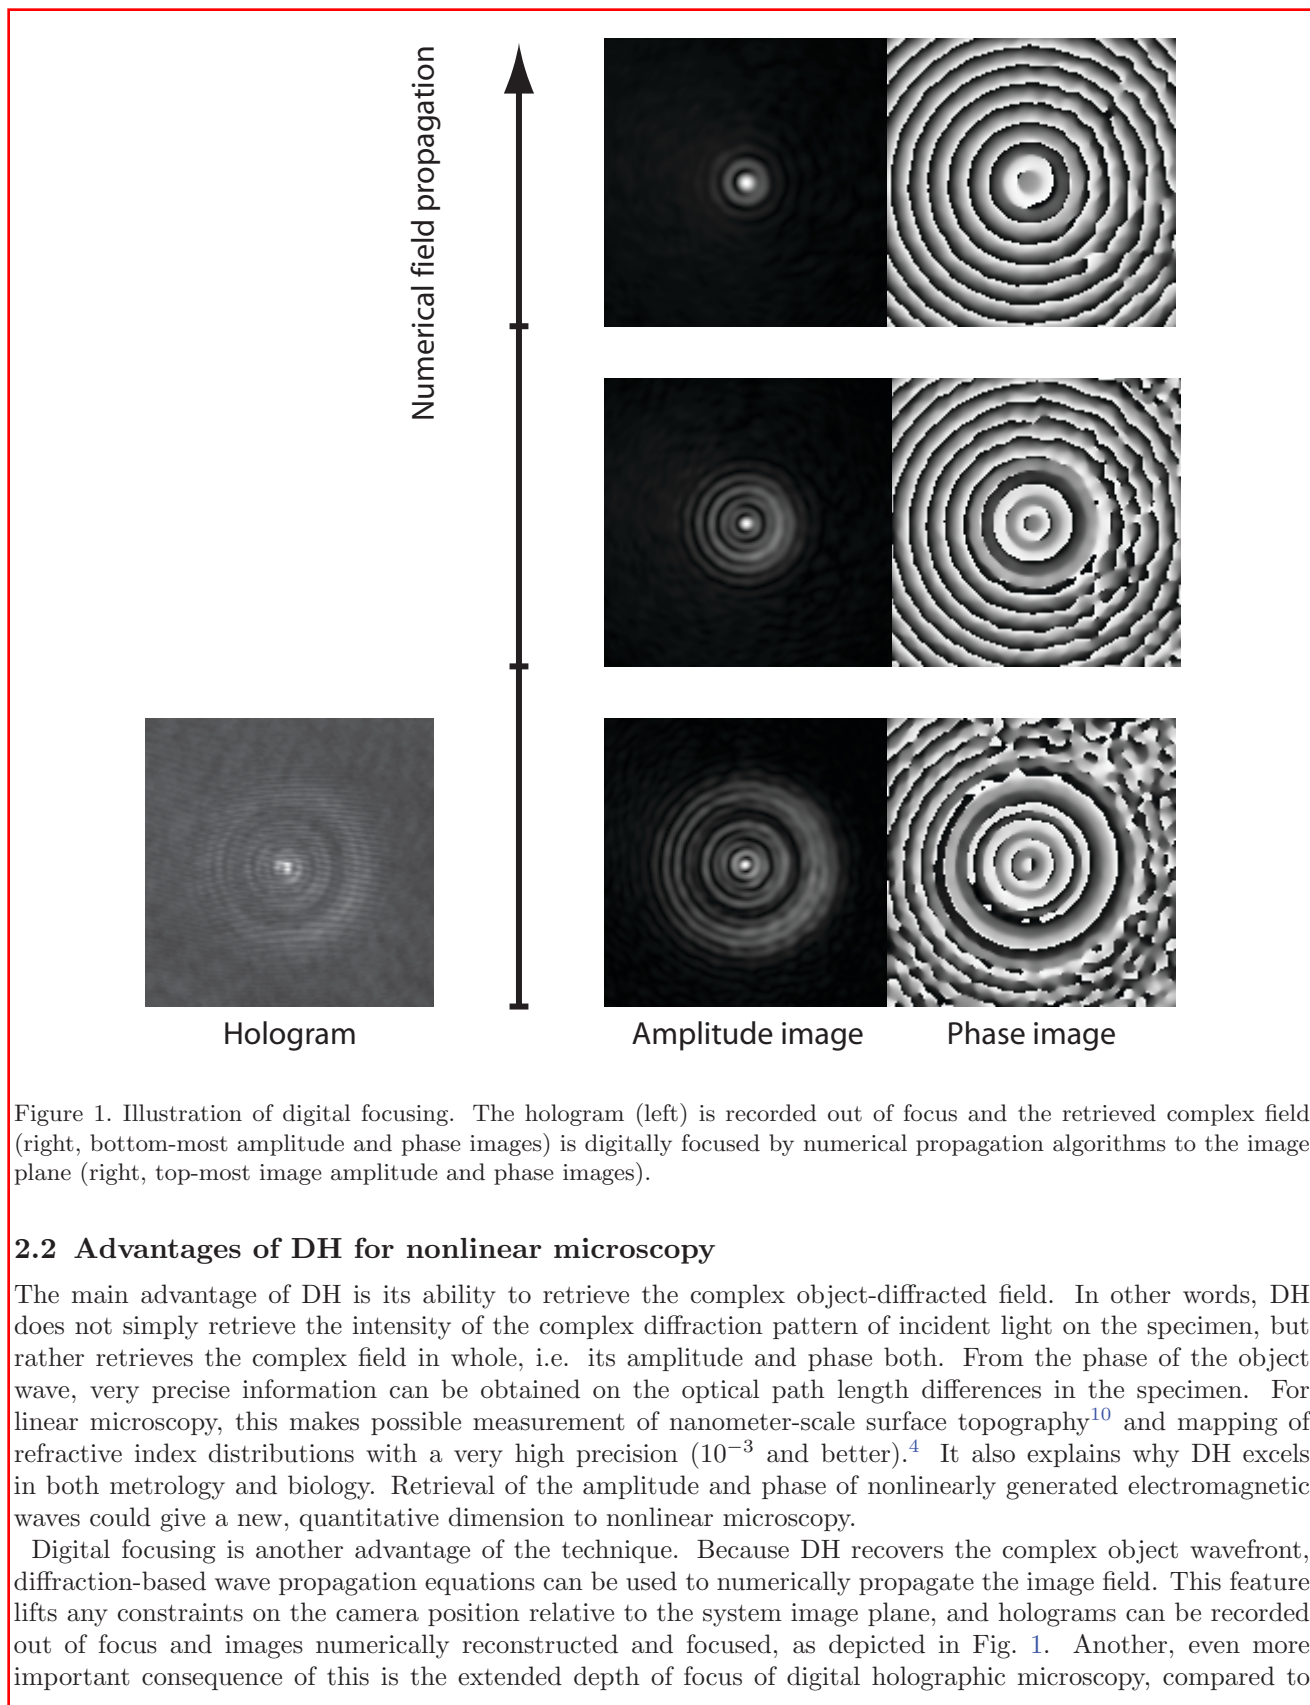 Numerical field propagation
Hologram
Amplitude image
Phase image
Figure 1. Illustration of digital focusing. The hologram (left) is recorded out of focus and the retrieved complex field
(right, bottom-most amplitude and phase images) is digitally focused by numerical propagation algorithms to the image
plane (right, top-most image amplitude and phase images).
2.2 Advantages of DH for nonlinear microscopy
The main advantage of DH is its ability to retrieve the complex object-diffracted field. In other words, DH
does not simply retrieve the intensity of the complex diffraction pattern of incident light on the specimen, but
rather retrieves the complex field in whole, i.e. its amplitude and phase both. From the phase of the object
wave, very precise information can be obtained on the optical path length differences in the specimen. For
linear microscopy, this makes possible measurement of nanometer-scale surface topography10 and mapping of
refractive index distributions with a very high precision (10−3 and better).4 It also explains why DH excels
in both metrology and biology. Retrieval of the amplitude and phase of nonlinearly generated electromagnetic
waves could give a new, quantitative dimension to nonlinear microscopy.
Digital focusing is another advantage of the technique. Because DH recovers the complex object wavefront,
diffraction-based wave propagation equations can be used to numerically propagate the image field. This feature
lifts any constraints on the camera position relative to the system image plane, and holograms can be recorded
out of focus and images numerically reconstructed and focused, as depicted in Fig. 1. Another, even more
important consequence of this is the extended depth of focus of digital holographic microscopy, compared to